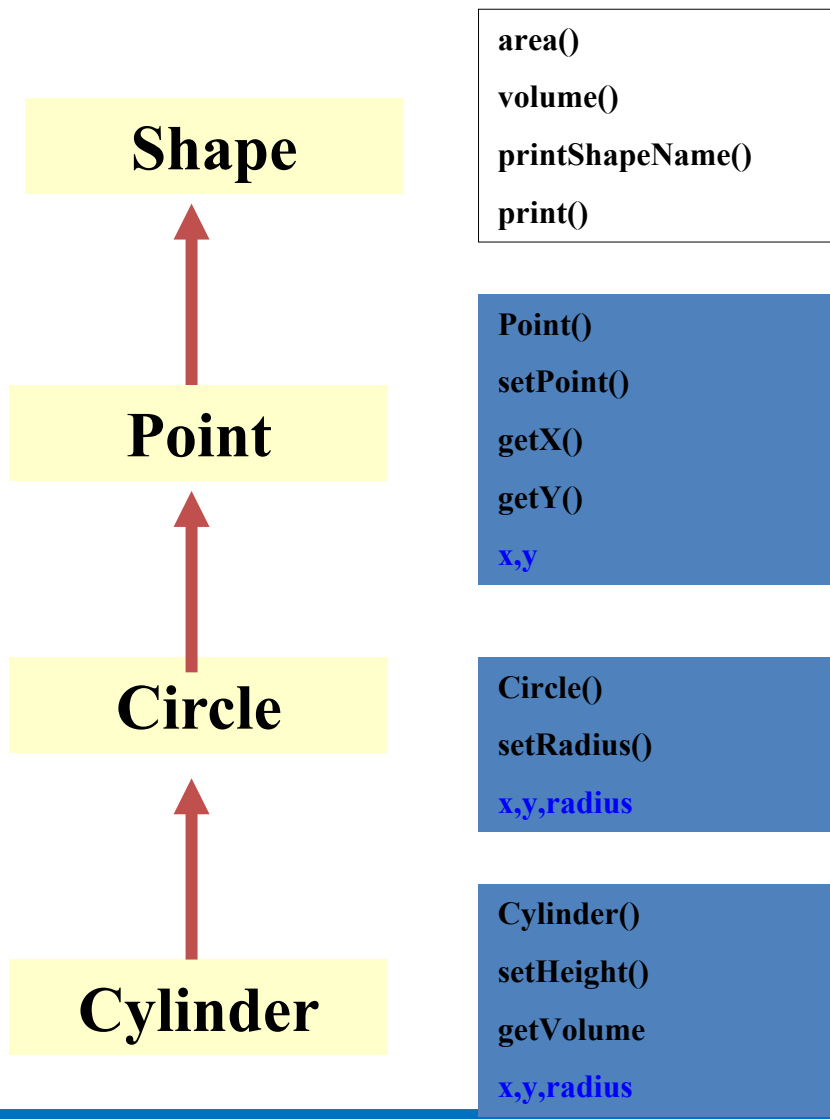 Shape
area()
volume()
printShapeName()
print()
Point
Point()
setPoint()
getX()
getY()
x,y
Circle
Circle()
setRadius()
x,y,radius
Cylinder
Cylinder()
setHeight()
getVolume
x,y,radius